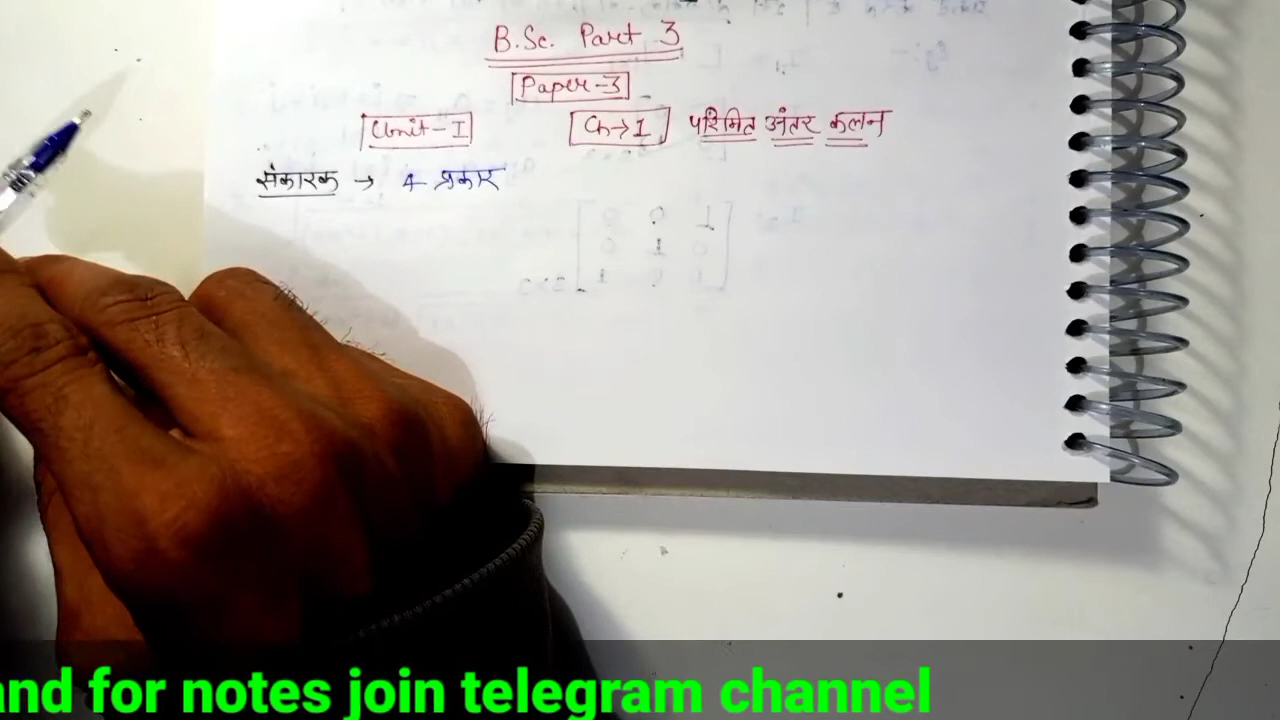 B.Sc. Part 3
Paper-3
Unit-I Ch→1 परिमित अंतर कलन
संकारक → 4 प्रकार
and for notes join telegram channel